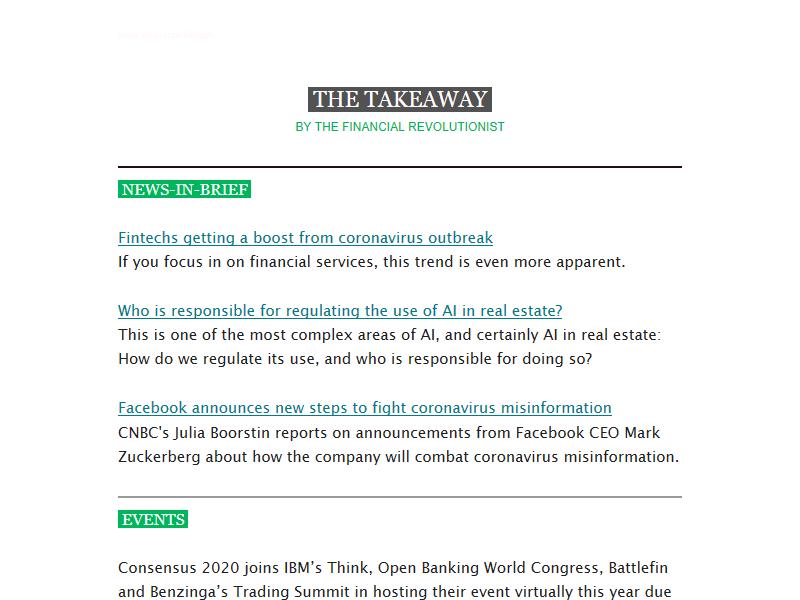 THE TAKEAWAY
BY THE FINANCIAL REVOLUTIONIST
NEWS-IN-BRIEF
Fintechs getting a boost from coronavirus outbreak
If you focus in on financial services, this trend is even more apparent.
Who is responsible for regulating the use of AI in real estate?
This is one of the most complex areas of AI, and certainly AI in real estate:
How do we regulate its use, and who is responsible for doing so?
Facebook announces new steps to fight coronavirus misinformation
CNBC's Julia Boorstin reports on announcements from Facebook CEO Mark
Zuckerberg about how the company will combat coronavirus misinformation.
EVENTS
Consensus 2020 joins IBM’s Think, Open Banking World Congress, Battlefin
and Benzinga’s Trading Summit in hosting their event virtually this year due